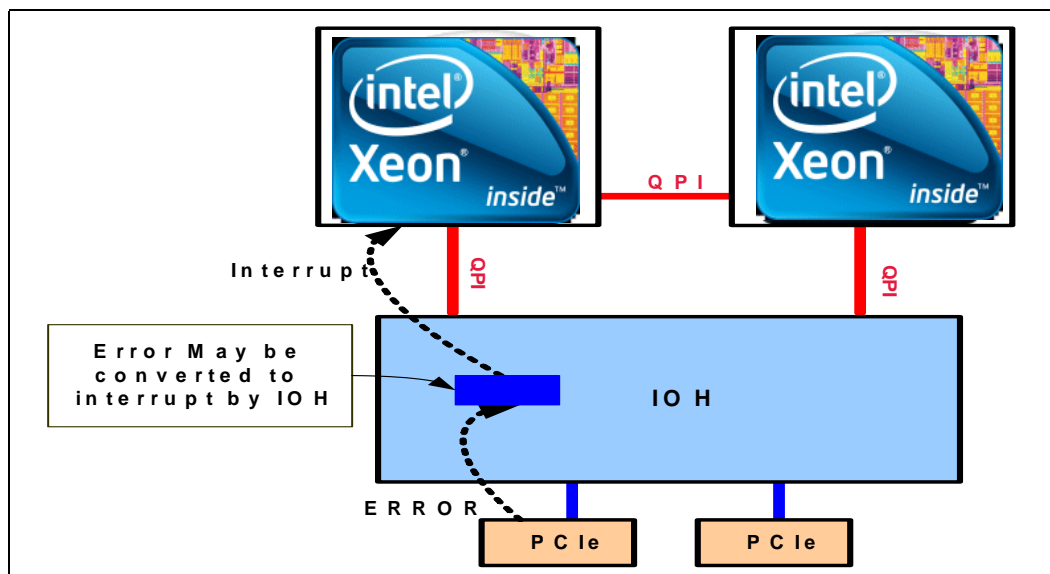 intel®
Xeon®
inside™
intel®
Xeon®
inside™
QPI
Interrupt
QPI
QPI
Error May be
converted to
interrupt by IOH
IOH
ERROR
PCIe
PCIe